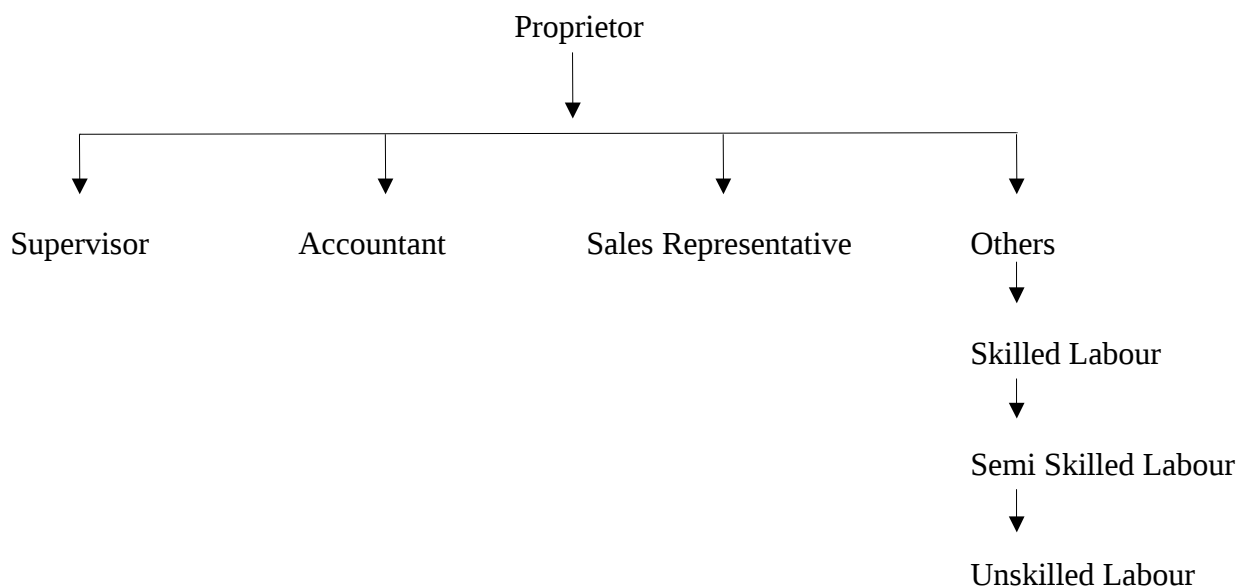 Proprietor
Supervisor Accountant Sales Representative Others
Skilled Labour
Semi Skilled Labour
Unskilled Labour